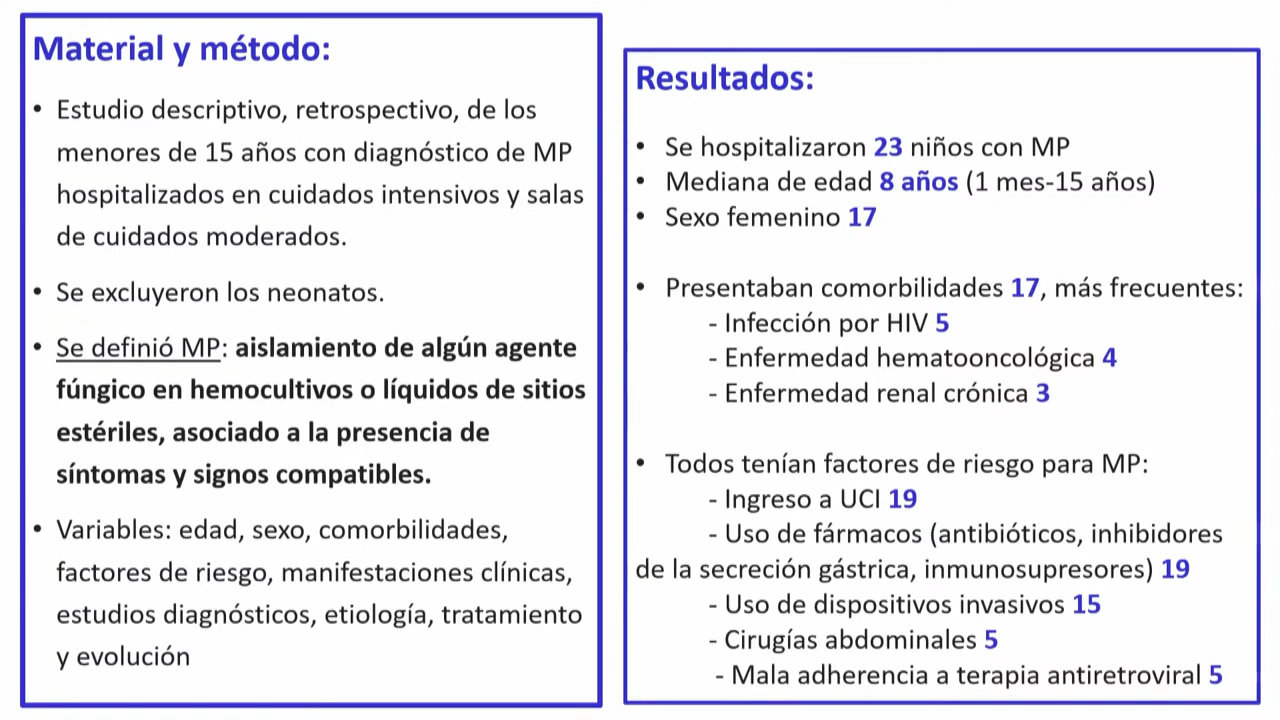 Material y método:
• Estudio descriptivo, retrospectivo, de los
menores de 15 años con diagnóstico de MP
hospitalizados en cuidados intensivos y salas
de cuidados moderados.
• Se excluyeron los neonatos.
• Se definió MP: aislamiento de algún agente
fúngico en hemocultivos o líquidos de sitios
estériles, asociado a la presencia de
síntomas y signos compatibles.
• Variables: edad, sexo, comorbilidades,
factores de riesgo, manifestaciones clínicas,
estudios diagnósticos, etiología, tratamiento
y evolución
Resultados:
• Se hospitalizaron 23 niños con MP
• Mediana de edad 8 años (1 mes-15 años)
• Sexo femenino 17
• Presentaban comorbilidades 17, más frecuentes:
- Infección por HIV 5
- Enfermedad hematooncológica 4
- Enfermedad renal crónica 3
• Todos tenían factores de riesgo para MP:
- Ingreso a UCI 19
- Uso de fármacos (antibióticos, inhibidores
de la secreción gástrica, inmunosupresores) 19
- Uso de dispositivos invasivos 15
- Cirugías abdominales 5
- Mala adherencia a terapia antiretroviral 5